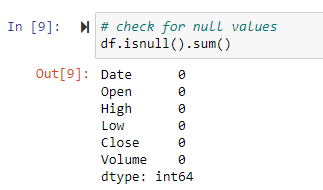 In [9]: # check for null values
df.isnull().sum()
Out[9]: Date 0
Open 0
High 0
Low 0
Close 0
Volume 0
dtype: int64